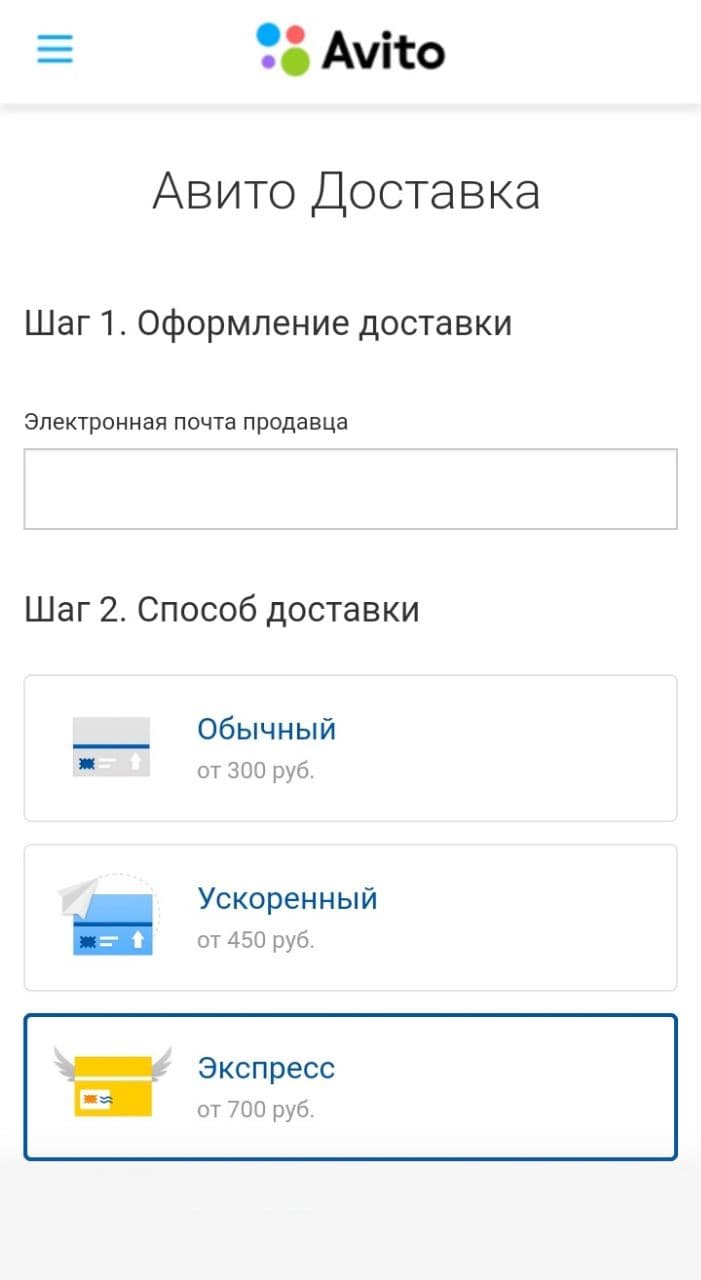 Avito
Авито Доставка
Шаг 1. Оформление доставки
Электронная почта продавца
Шаг 2. Способ доставки
Обычный
от 300 руб.
Ускоренный
от 450 руб.
Экспресс
от 700 руб.